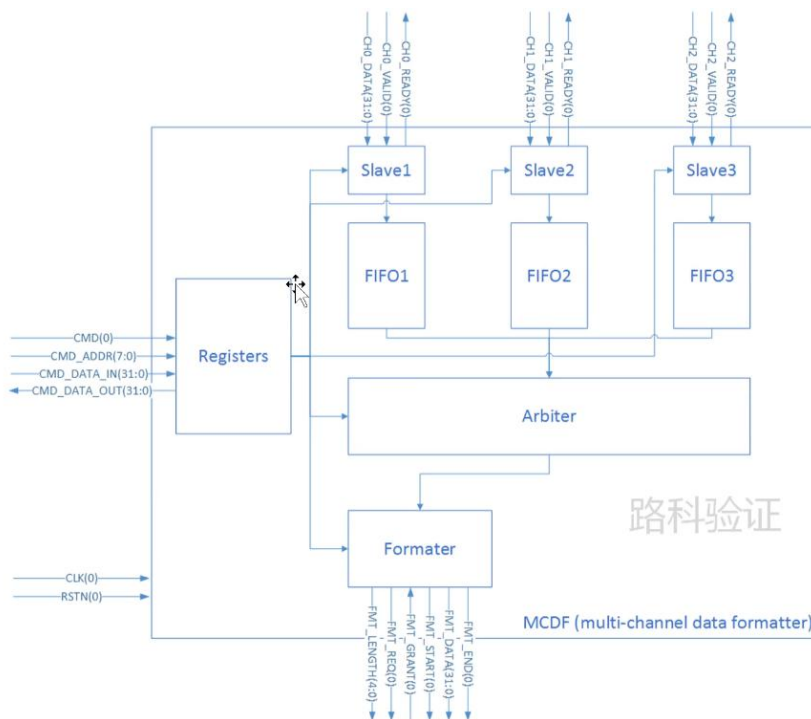 CH0_DATA(31:0)
CH0_VALID(0)
CH0_READY(0)
CH1_DATA(31:0)
CH1_VALID(0)
CH1_READY(0)
CH2_DATA(31:0)
CH2_VALID(0)
CH2_READY(0)
Slave1
Slave2
Slave3
FIFO1
FIFO2
FIFO3
CMD(0)
CMD_ADDR(7:0)
CMD_DATA_IN(31:0)
CMD_DATA_OUT(31:0)
Registers
Arbiter
路科验证
Formater
CLK(0)
RSTN(0)
MCDF (multi-channel data formatter)
FMT_LENGTH(4:0)
FMT_REQ(0)
FMT_GRANT(0)
FMT_START(0)
FMT_DATA(31:0)
FMT_END(0)